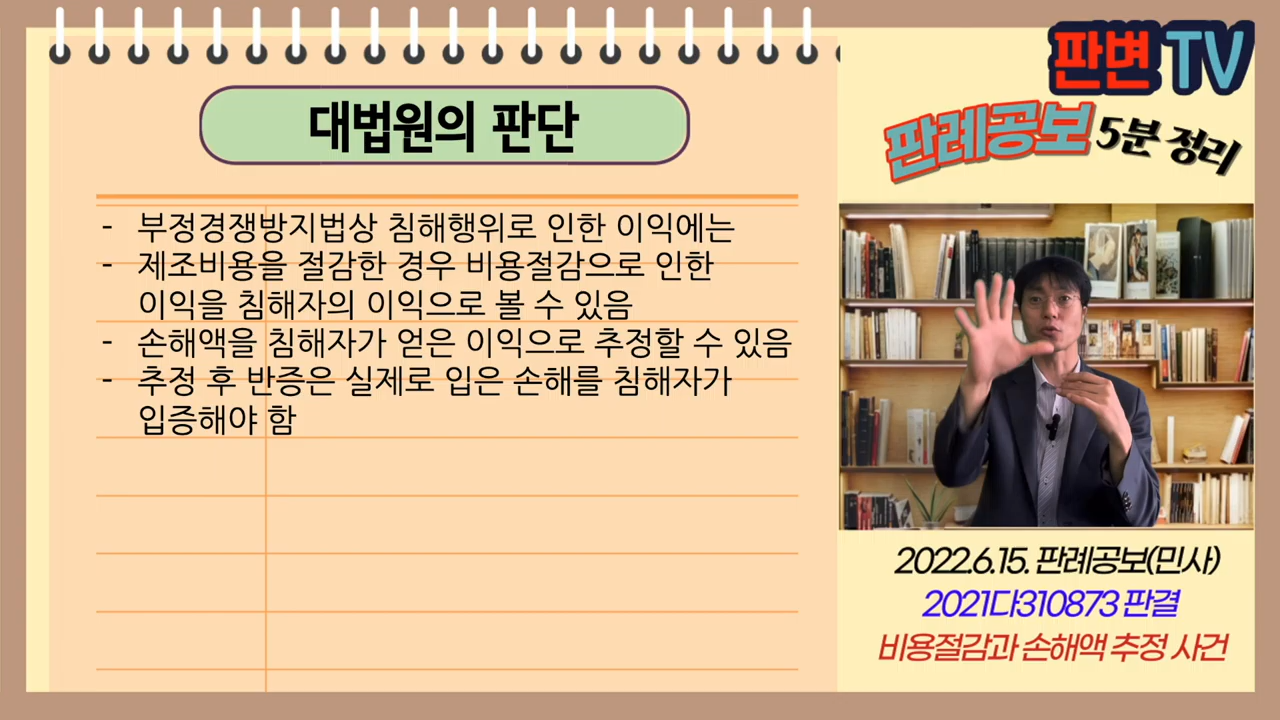 대법원의 판단
- 부정경쟁방지법상 침해행위로 인한 이익에는
- 제조비용을 절감한 경우 비용절감으로 인한
이익을 침해자의 이익으로 볼 수 있음
- 손해액을 침해자가 얻은 이익으로 추정할 수 있음
- 추정 후 반증은 실제로 입은 손해를 침해자가
입증해야 함
판변 TV
판례공보 5분 정리
2022.6.15. 판례공보(민사)
2021다310873 판결
비용절감과 손해액 추정 사건